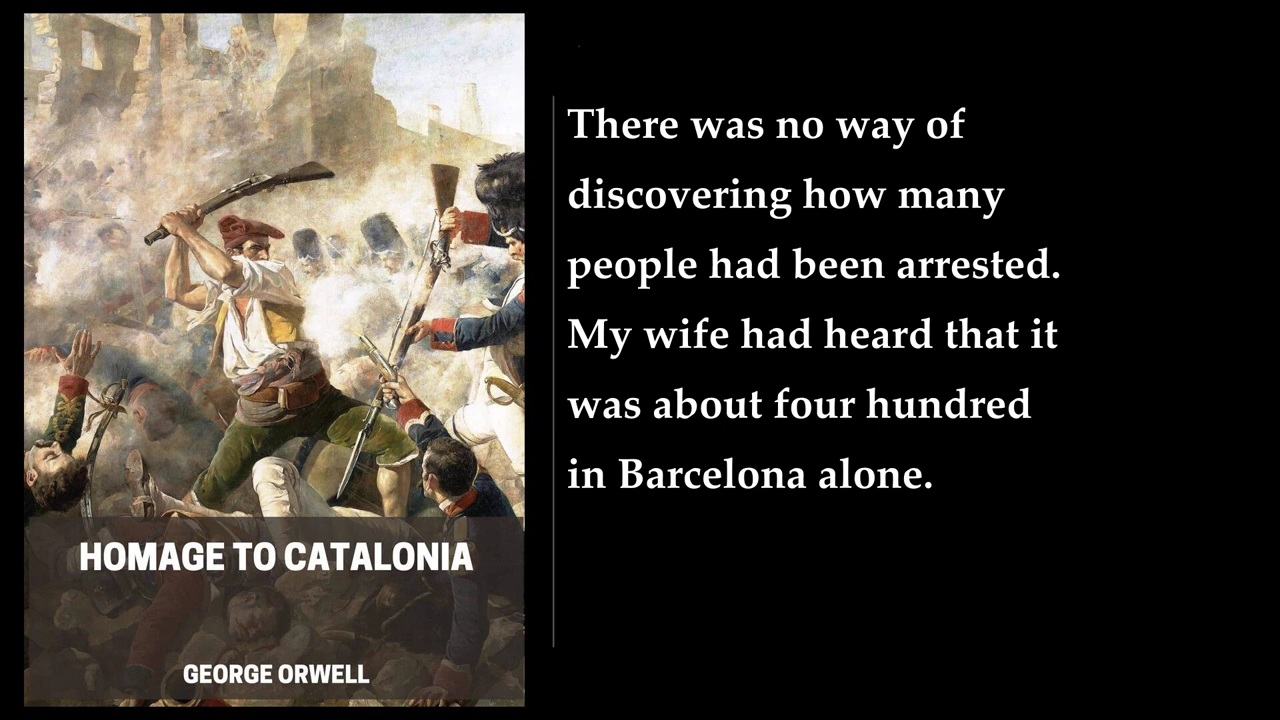 There was no way of
discovering how many
people had been arrested.
My wife had heard that it
was about four hundred
in Barcelona alone.
HOMAGE TO CATALONIA
GEORGE ORWELL